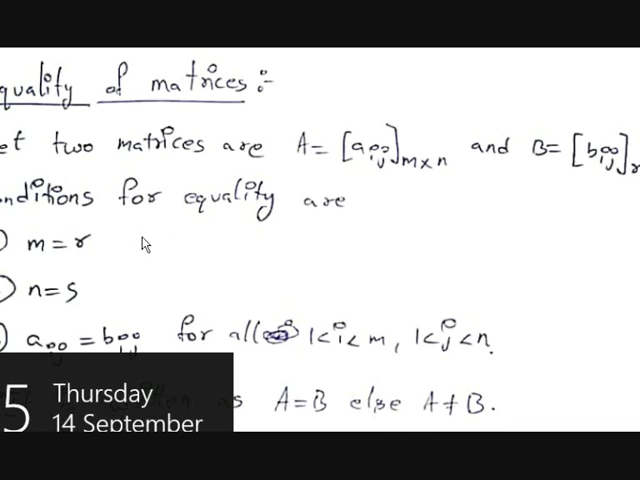 quality of matrices :-
et two matrices are A = [aij]m×n and B = [bij]r
nditions for equality are
) m = r
) n = s
) aij = bij for all 1<i<m, 1<j<n.
as A = B else A ≠ B.
5 Thursday
14 September